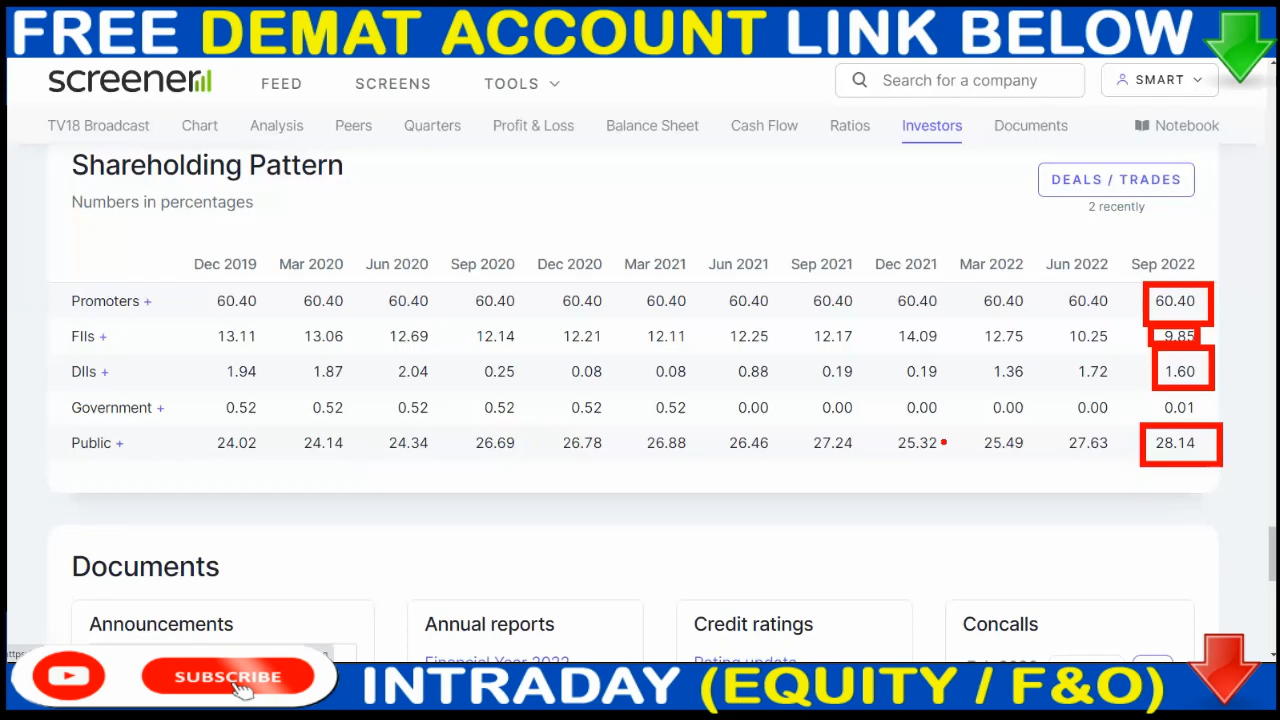 FREE DEMAT ACCOUNT LINK BELOW
screener
FEED SCREENS TOOLS Search for a company SMART
TV18 Broadcast Chart Analysis Peers Quarters Profit & Loss Balance Sheet Cash Flow Ratios Investors Documents Notebook
Shareholding Pattern
DEALS / TRADES
Numbers in percentages
2 recently
Dec 2019 Mar 2020 Jun 2020 Sep 2020 Dec 2020 Mar 2021 Jun 2021 Sep 2021 Dec 2021 Mar 2022 Jun 2022 Sep 2022
Promoters + 60.40 60.40 60.40 60.40 60.40 60.40 60.40 60.40 60.40 60.40 60.40 60.40
FIIs + 13.11 13.06 12.69 12.14 12.21 12.11 12.25 12.17 14.09 12.75 10.25 9.85
DIIs + 1.94 1.87 2.04 0.25 0.08 0.08 0.88 0.19 0.19 1.36 1.72 1.60
Government + 0.52 0.52 0.52 0.52 0.52 0.52 0.00 0.00 0.00 0.00 0.00 0.01
Public + 24.02 24.14 24.34 26.69 26.78 26.88 26.46 27.24 25.32 25.49 27.63 28.14
Documents
Announcements Annual reports Credit ratings Concalls
Financial Year 2022 Rating update
SUBSCRIBE
INTRADAY (EQUITY / F&O)